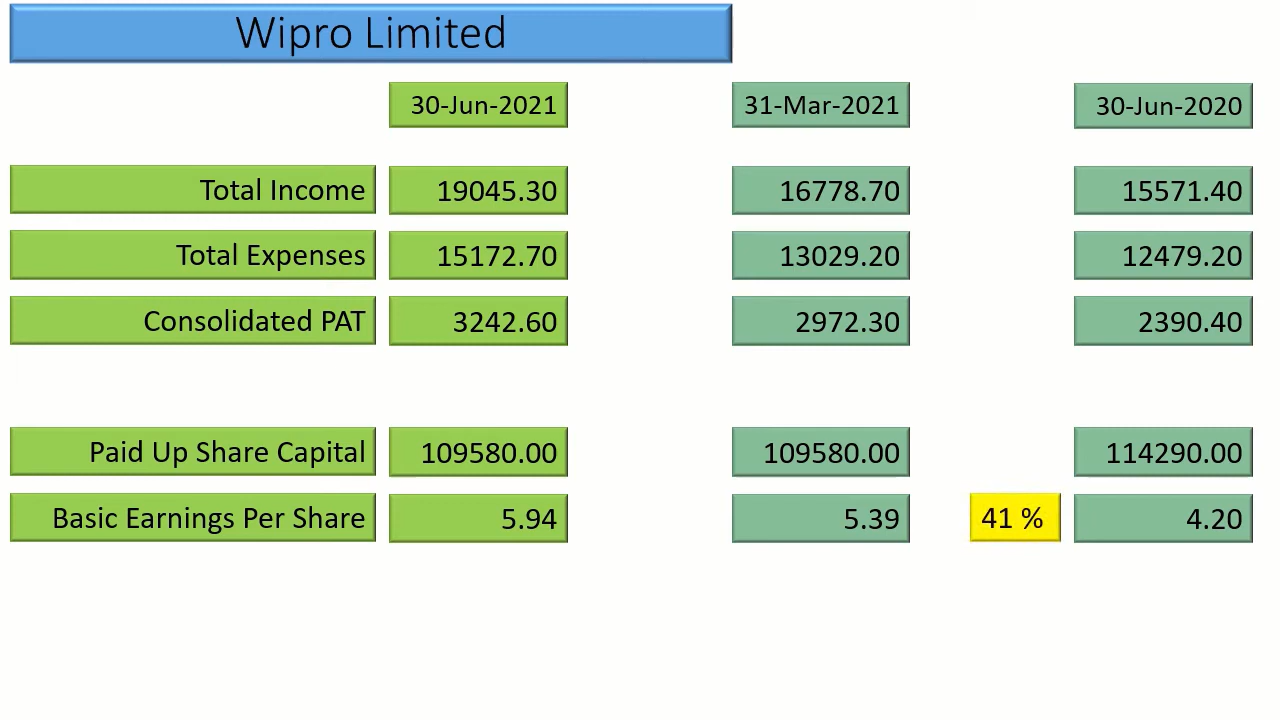 Wipro Limited
30-Jun-2021 31-Mar-2021 30-Jun-2020
Total Income 19045.30 16778.70 15571.40
Total Expenses 15172.70 13029.20 12479.20
Consolidated PAT 3242.60 2972.30 2390.40
Paid Up Share Capital 109580.00 109580.00 114290.00
Basic Earnings Per Share 5.94 5.39 41 % 4.20